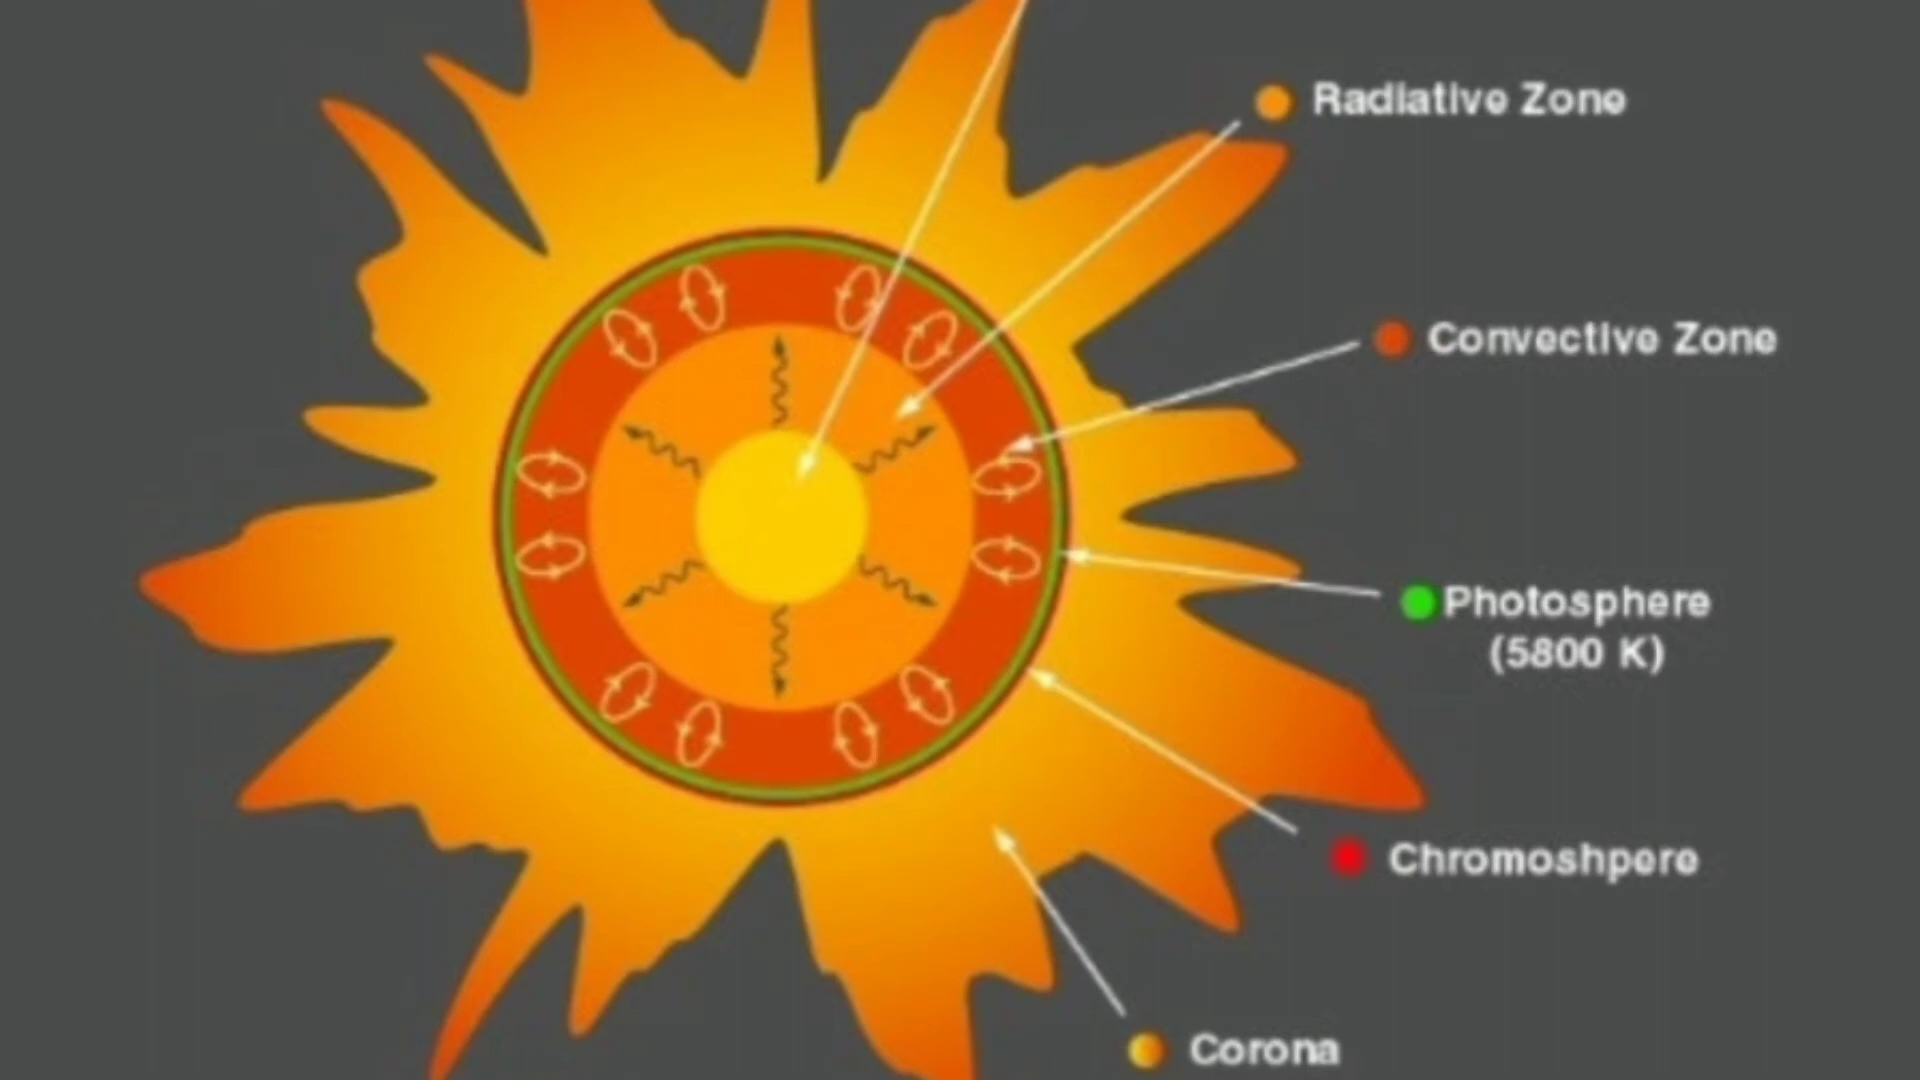 Radiative Zone
Convective Zone
Photosphere
(5800 K)
Chromoshpere
Corona